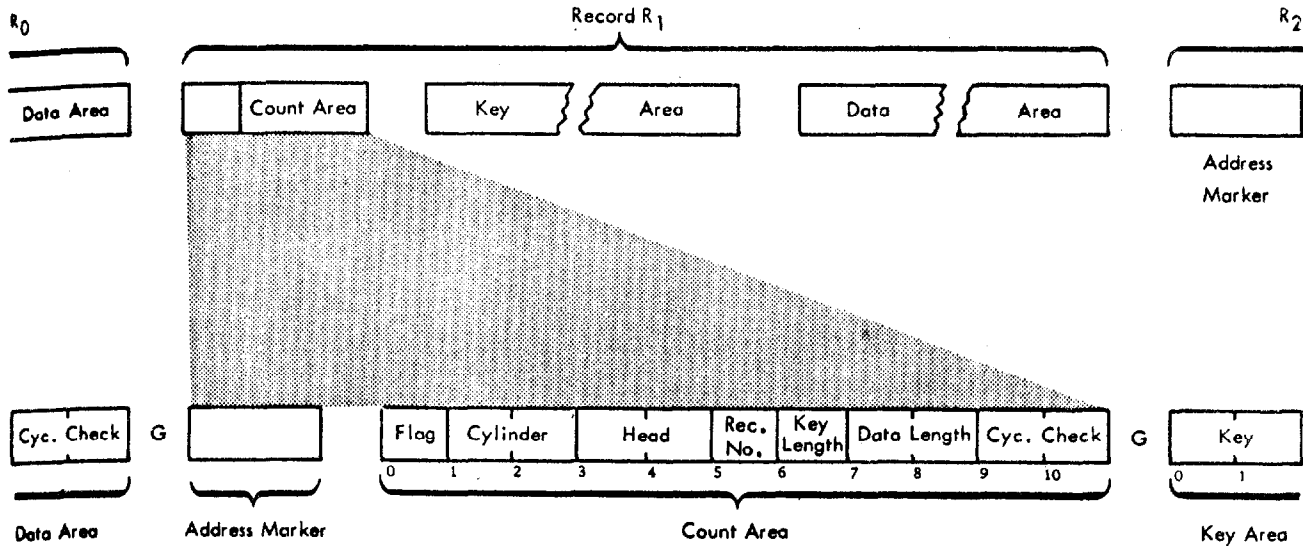 R0 Record R1 R2
Data Area Count Area Key Area Data Area
Address
Marker
Cyc. Check G Flag Cylinder Head Rec. No. Key Length Data Length Cyc. Check G Key
0 1 2 3 4 5 6 7 8 9 10 0 1
Data Area Address Marker Count Area Key Area